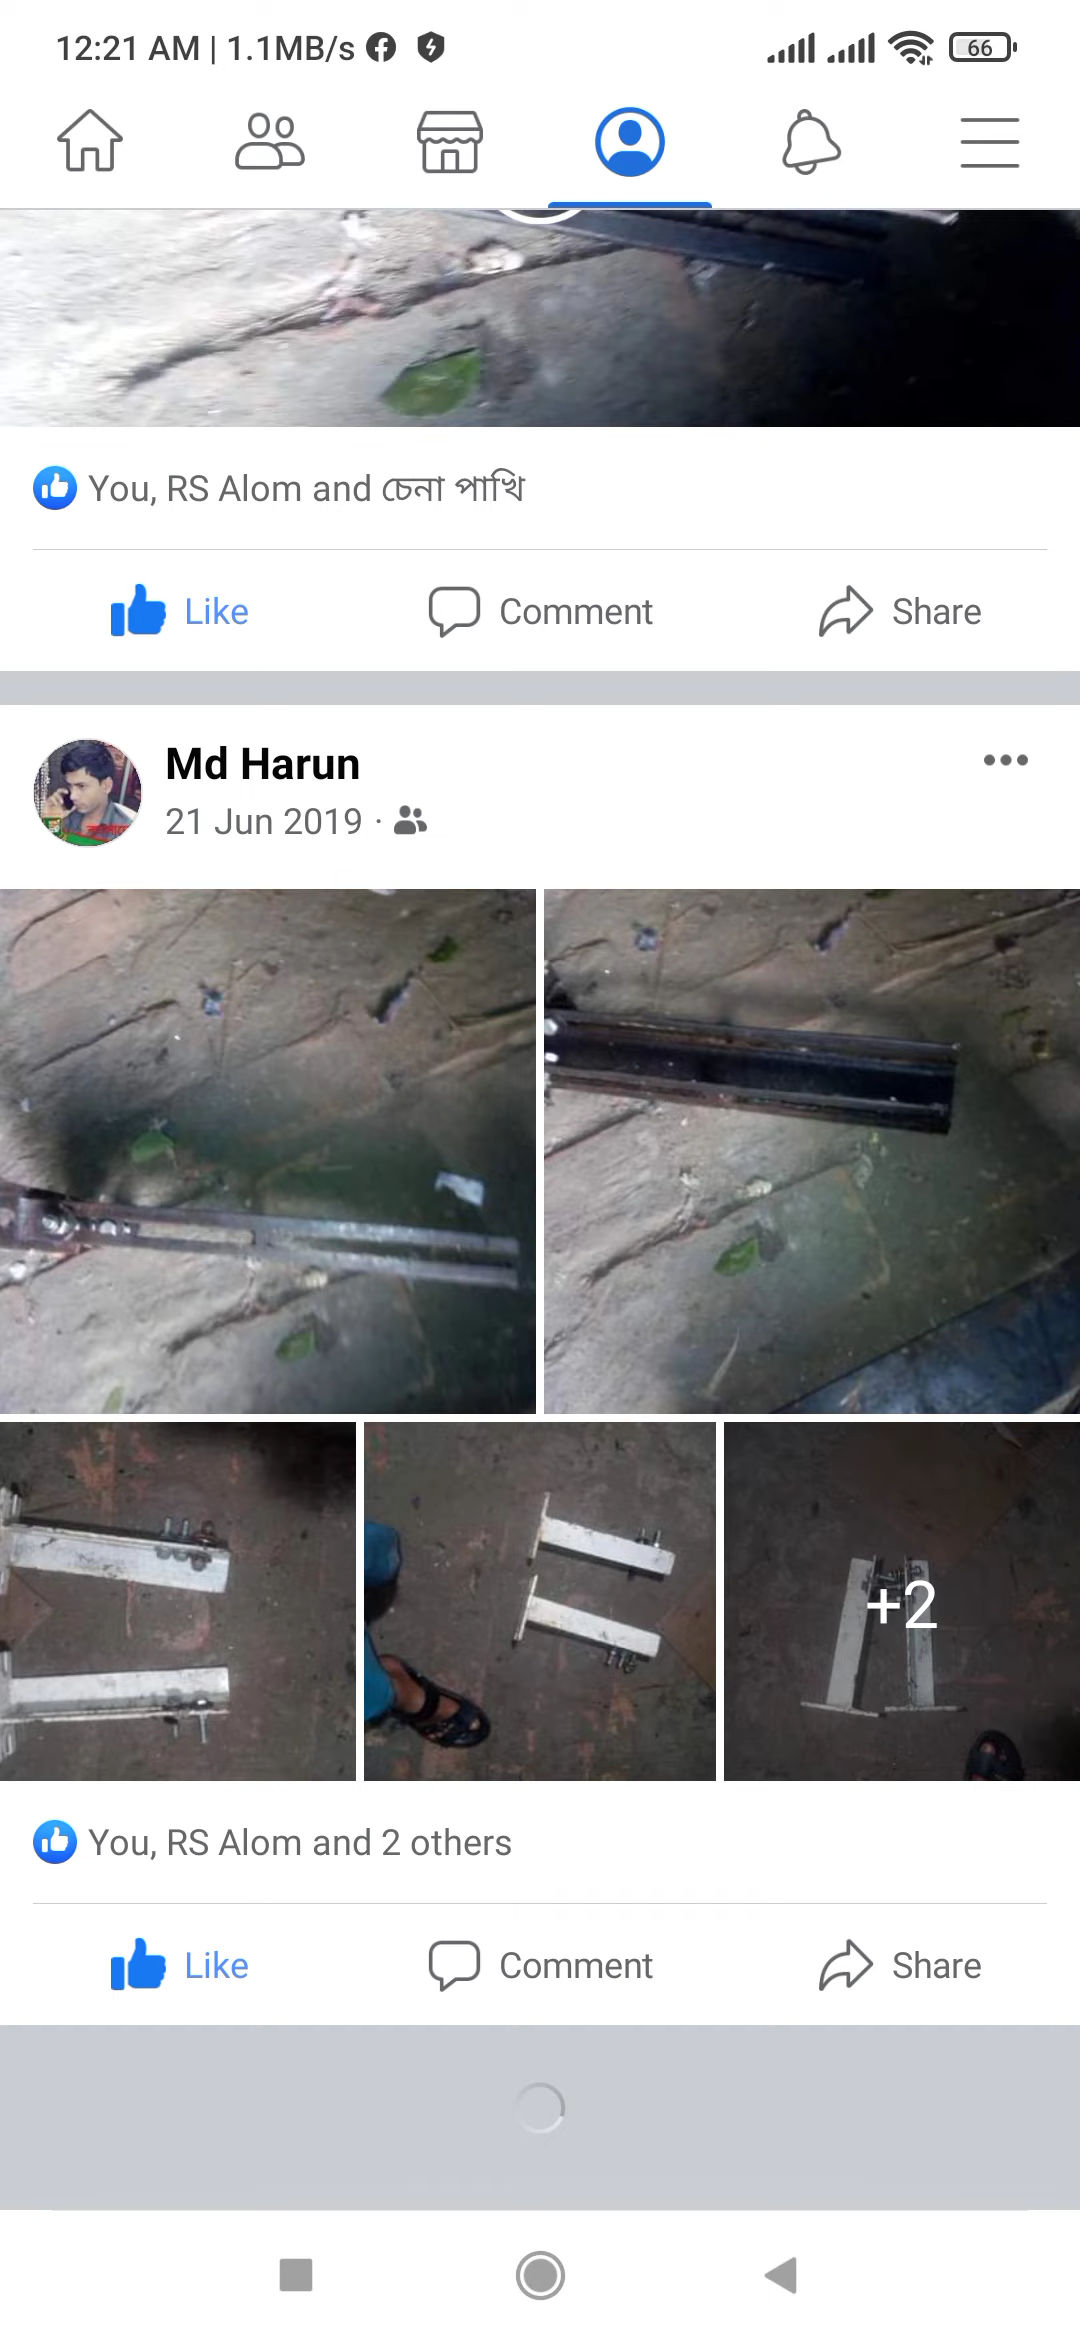 12:21 AM | 1.1MB/s
66
You, RS Alom and চেনা পাখি
Like
Comment
Share
Md Harun
21 Jun 2019 ·
+2
You, RS Alom and 2 others
Like
Comment
Share